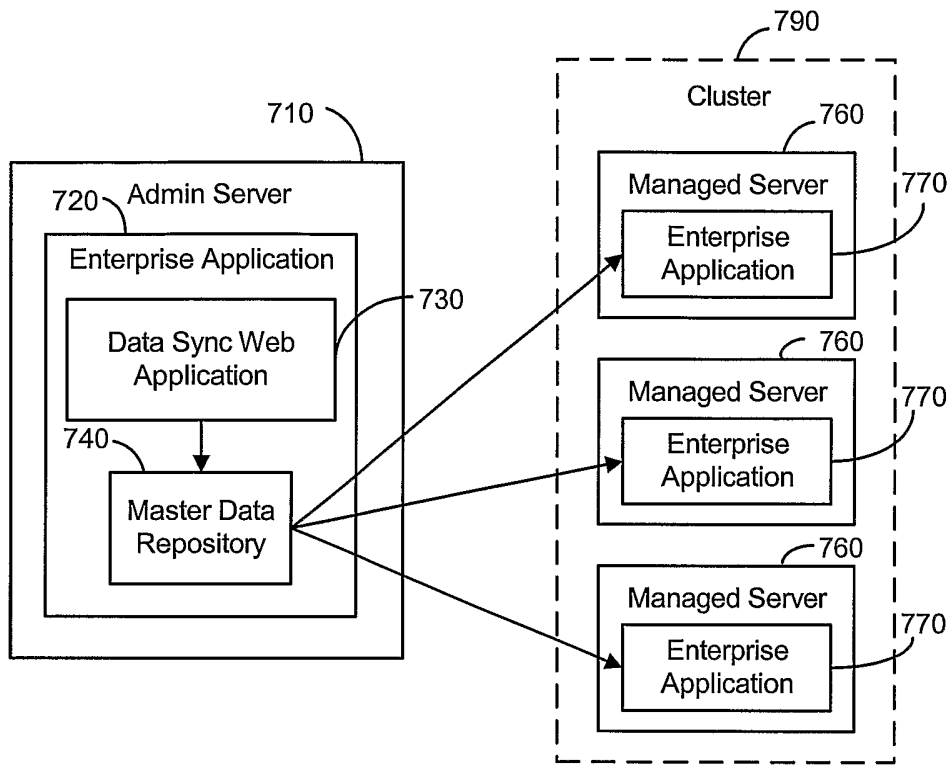 790
Cluster
710
760
Admin Server
Managed Server
770
720
Enterprise Application
Enterprise
Application
730
Data Sync Web
Application
760
Managed Server
770
Enterprise
Application
740
Master Data
Repository
760
Managed Server
770
Enterprise
Application